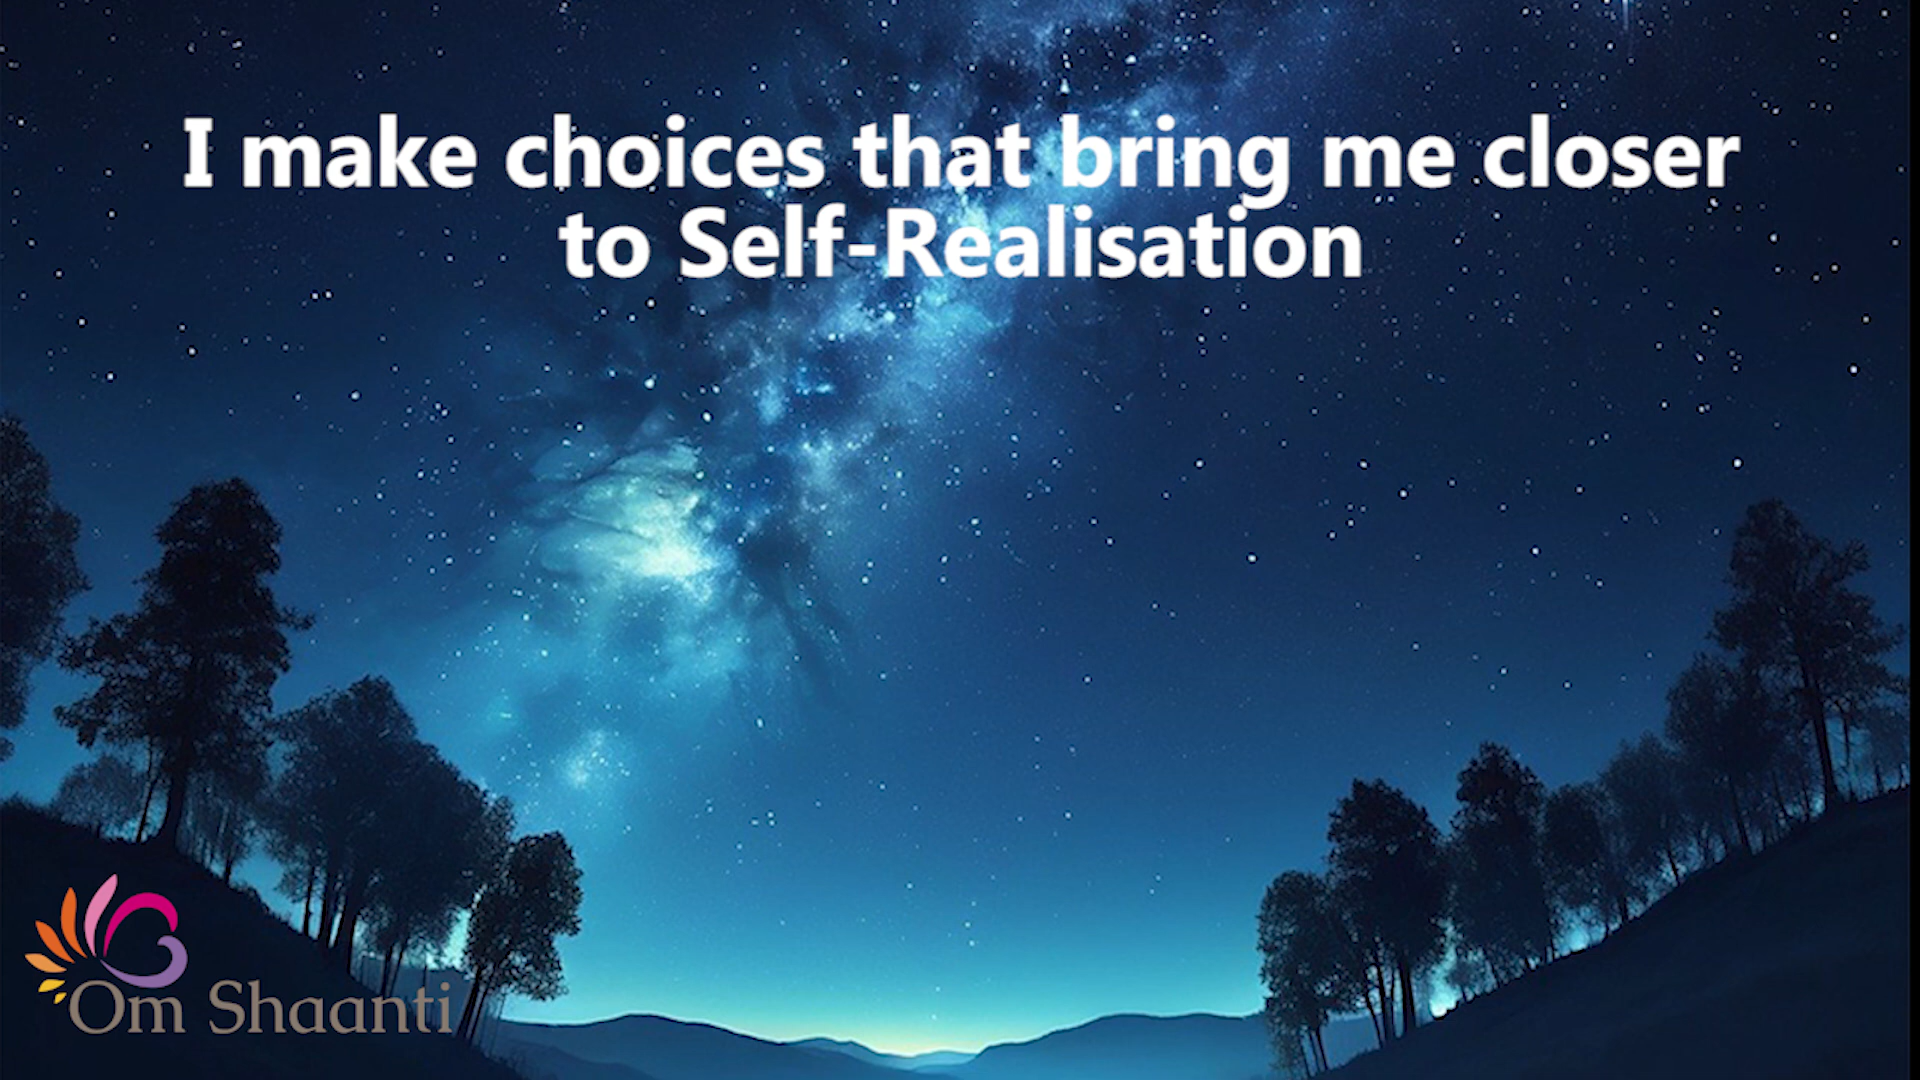 I make choices that bring me closer
to Self-Realisation
Om Shaanti